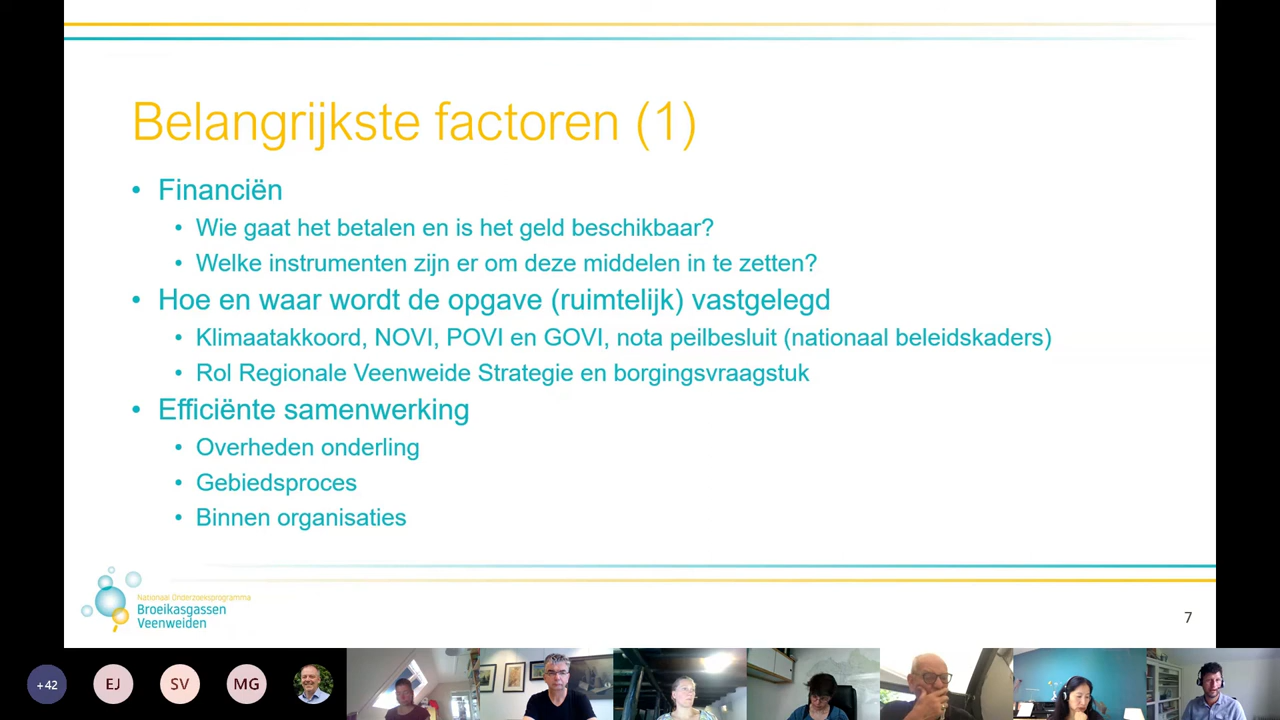 Belangrijkste factoren (1)
• Financiën
• Wie gaat het betalen en is het geld beschikbaar?
• Welke instrumenten zijn er om deze middelen in te zetten?
• Hoe en waar wordt de opgave (ruimtelijk) vastgelegd
• Klimaatakkoord, NOVI, POVI en GOVI, nota peilbesluit (nationaal beleidskaders)
• Rol Regionale Veenweide Strategie en borgingsvraagstuk
• Efficiënte samenwerking
• Overheden onderling
• Gebiedsproces
• Binnen organisaties
Nationaal Onderzoeksprogramma
Broeikasgassen
Veenweiden
7
+42 EJ SV MG